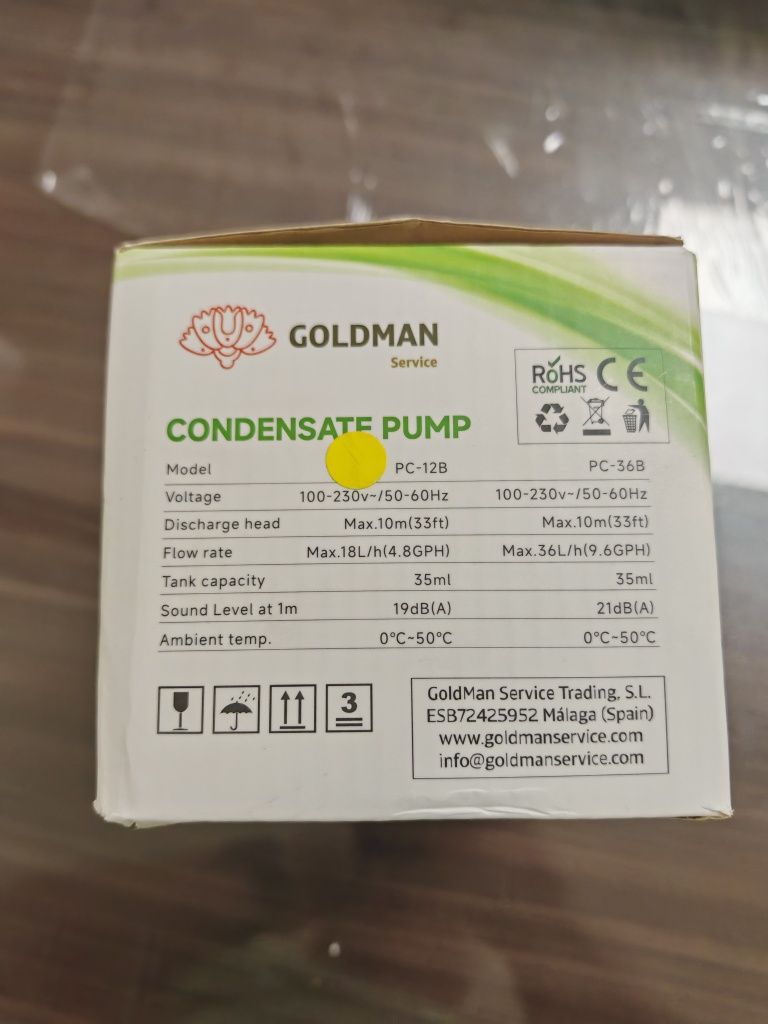 GOLDMAN
Service
RoHS
COMPLIANT
CE
CONDENSATE PUMP
Model PC-12B PC-36B
Voltage 100-230v~/50-60Hz 100-230v~/50-60Hz
Discharge head Max.10m(33ft) Max.10m(33ft)
Flow rate Max.18L/h(4.8GPH) Max.36L/h(9.6GPH)
Tank capacity 35ml 35ml
Sound Level at 1m 19dB(A) 21dB(A)
Ambient temp. 0°C~50°C 0°C~50°C
3
GoldMan Service Trading, S.L.
ESB72425952 Málaga (Spain)
www.goldmanservice.com
info@goldmanservice.com